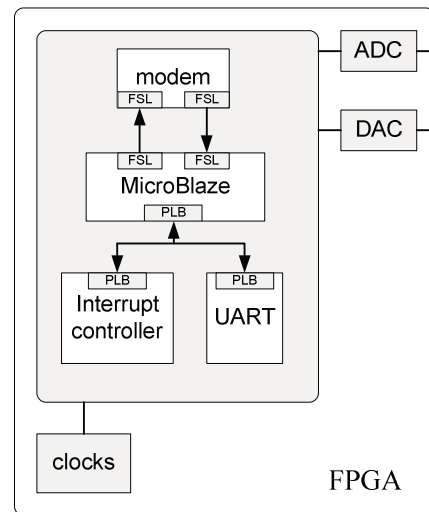 modem
FSL FSL
FSL FSL
MicroBlaze
PLB
PLB
Interrupt
controller
PLB
UART
ADC
DAC
clocks
FPGA